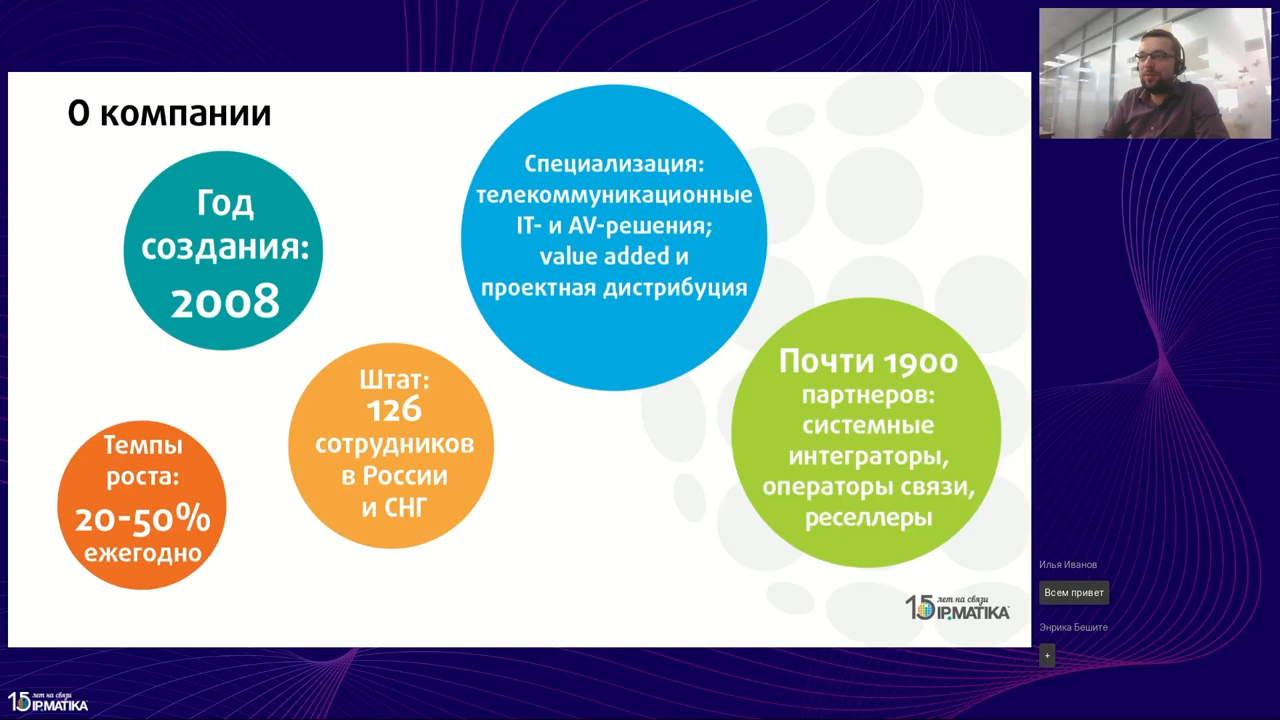 О компании
Год
создания:
2008
Специализация:
телекоммуникационные
IT- и AV-решения;
value added и
проектная дистрибуция
Штат:
126
сотрудников
в России
и СНГ
Почти 1900
партнеров:
системные
интеграторы,
операторы связи,
реселлеры
Темпы
роста:
20-50%
ежегодно
15 лет на связи
IPMATIKA
Илья Иванов
Всем привет
Энрика Бешите
+
15 лет на связи
IPMATIKA